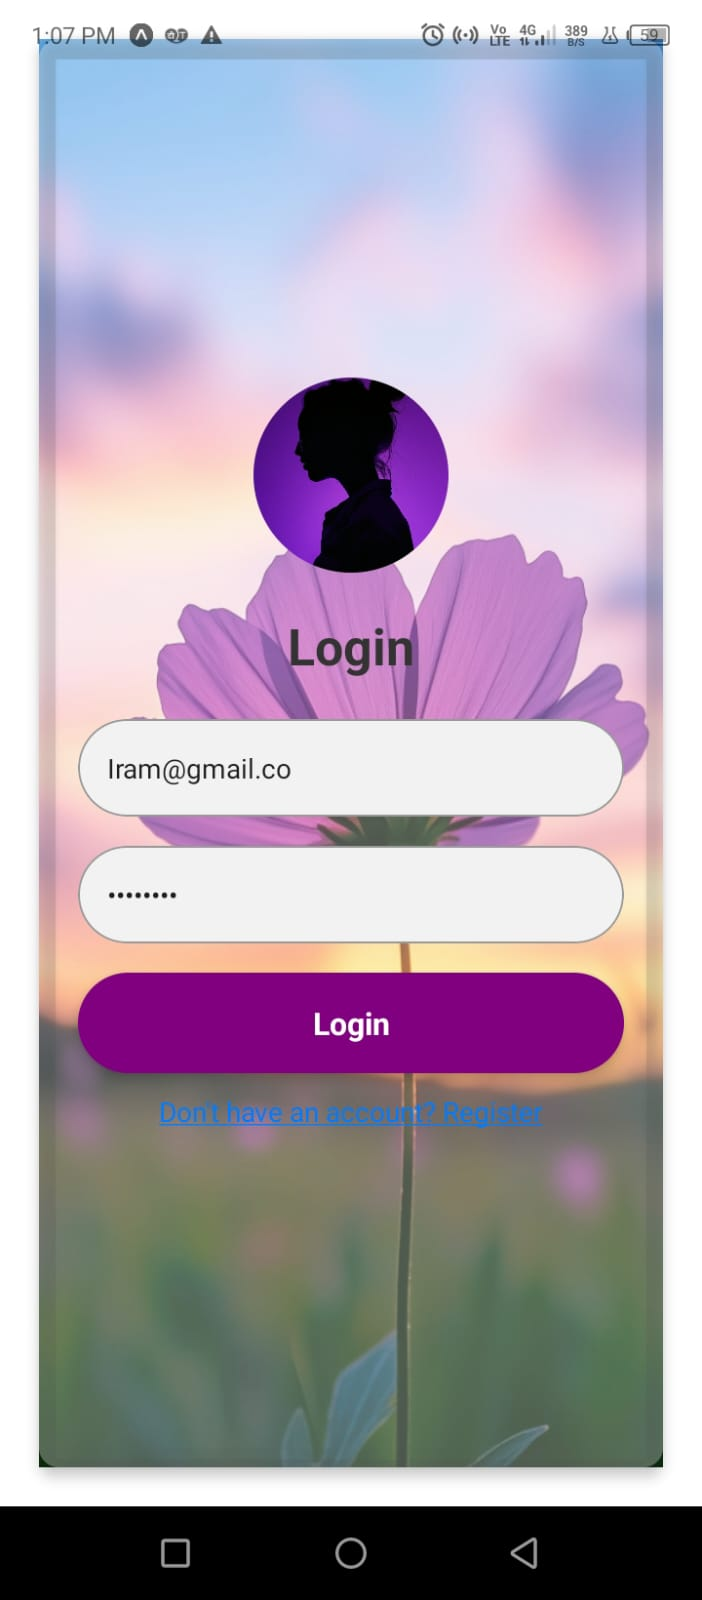 1:07 PM Vo LTE 4G 389 B/S 59
Login
Iram@gmail.co
••••••••
Login
Don't have an account? Register